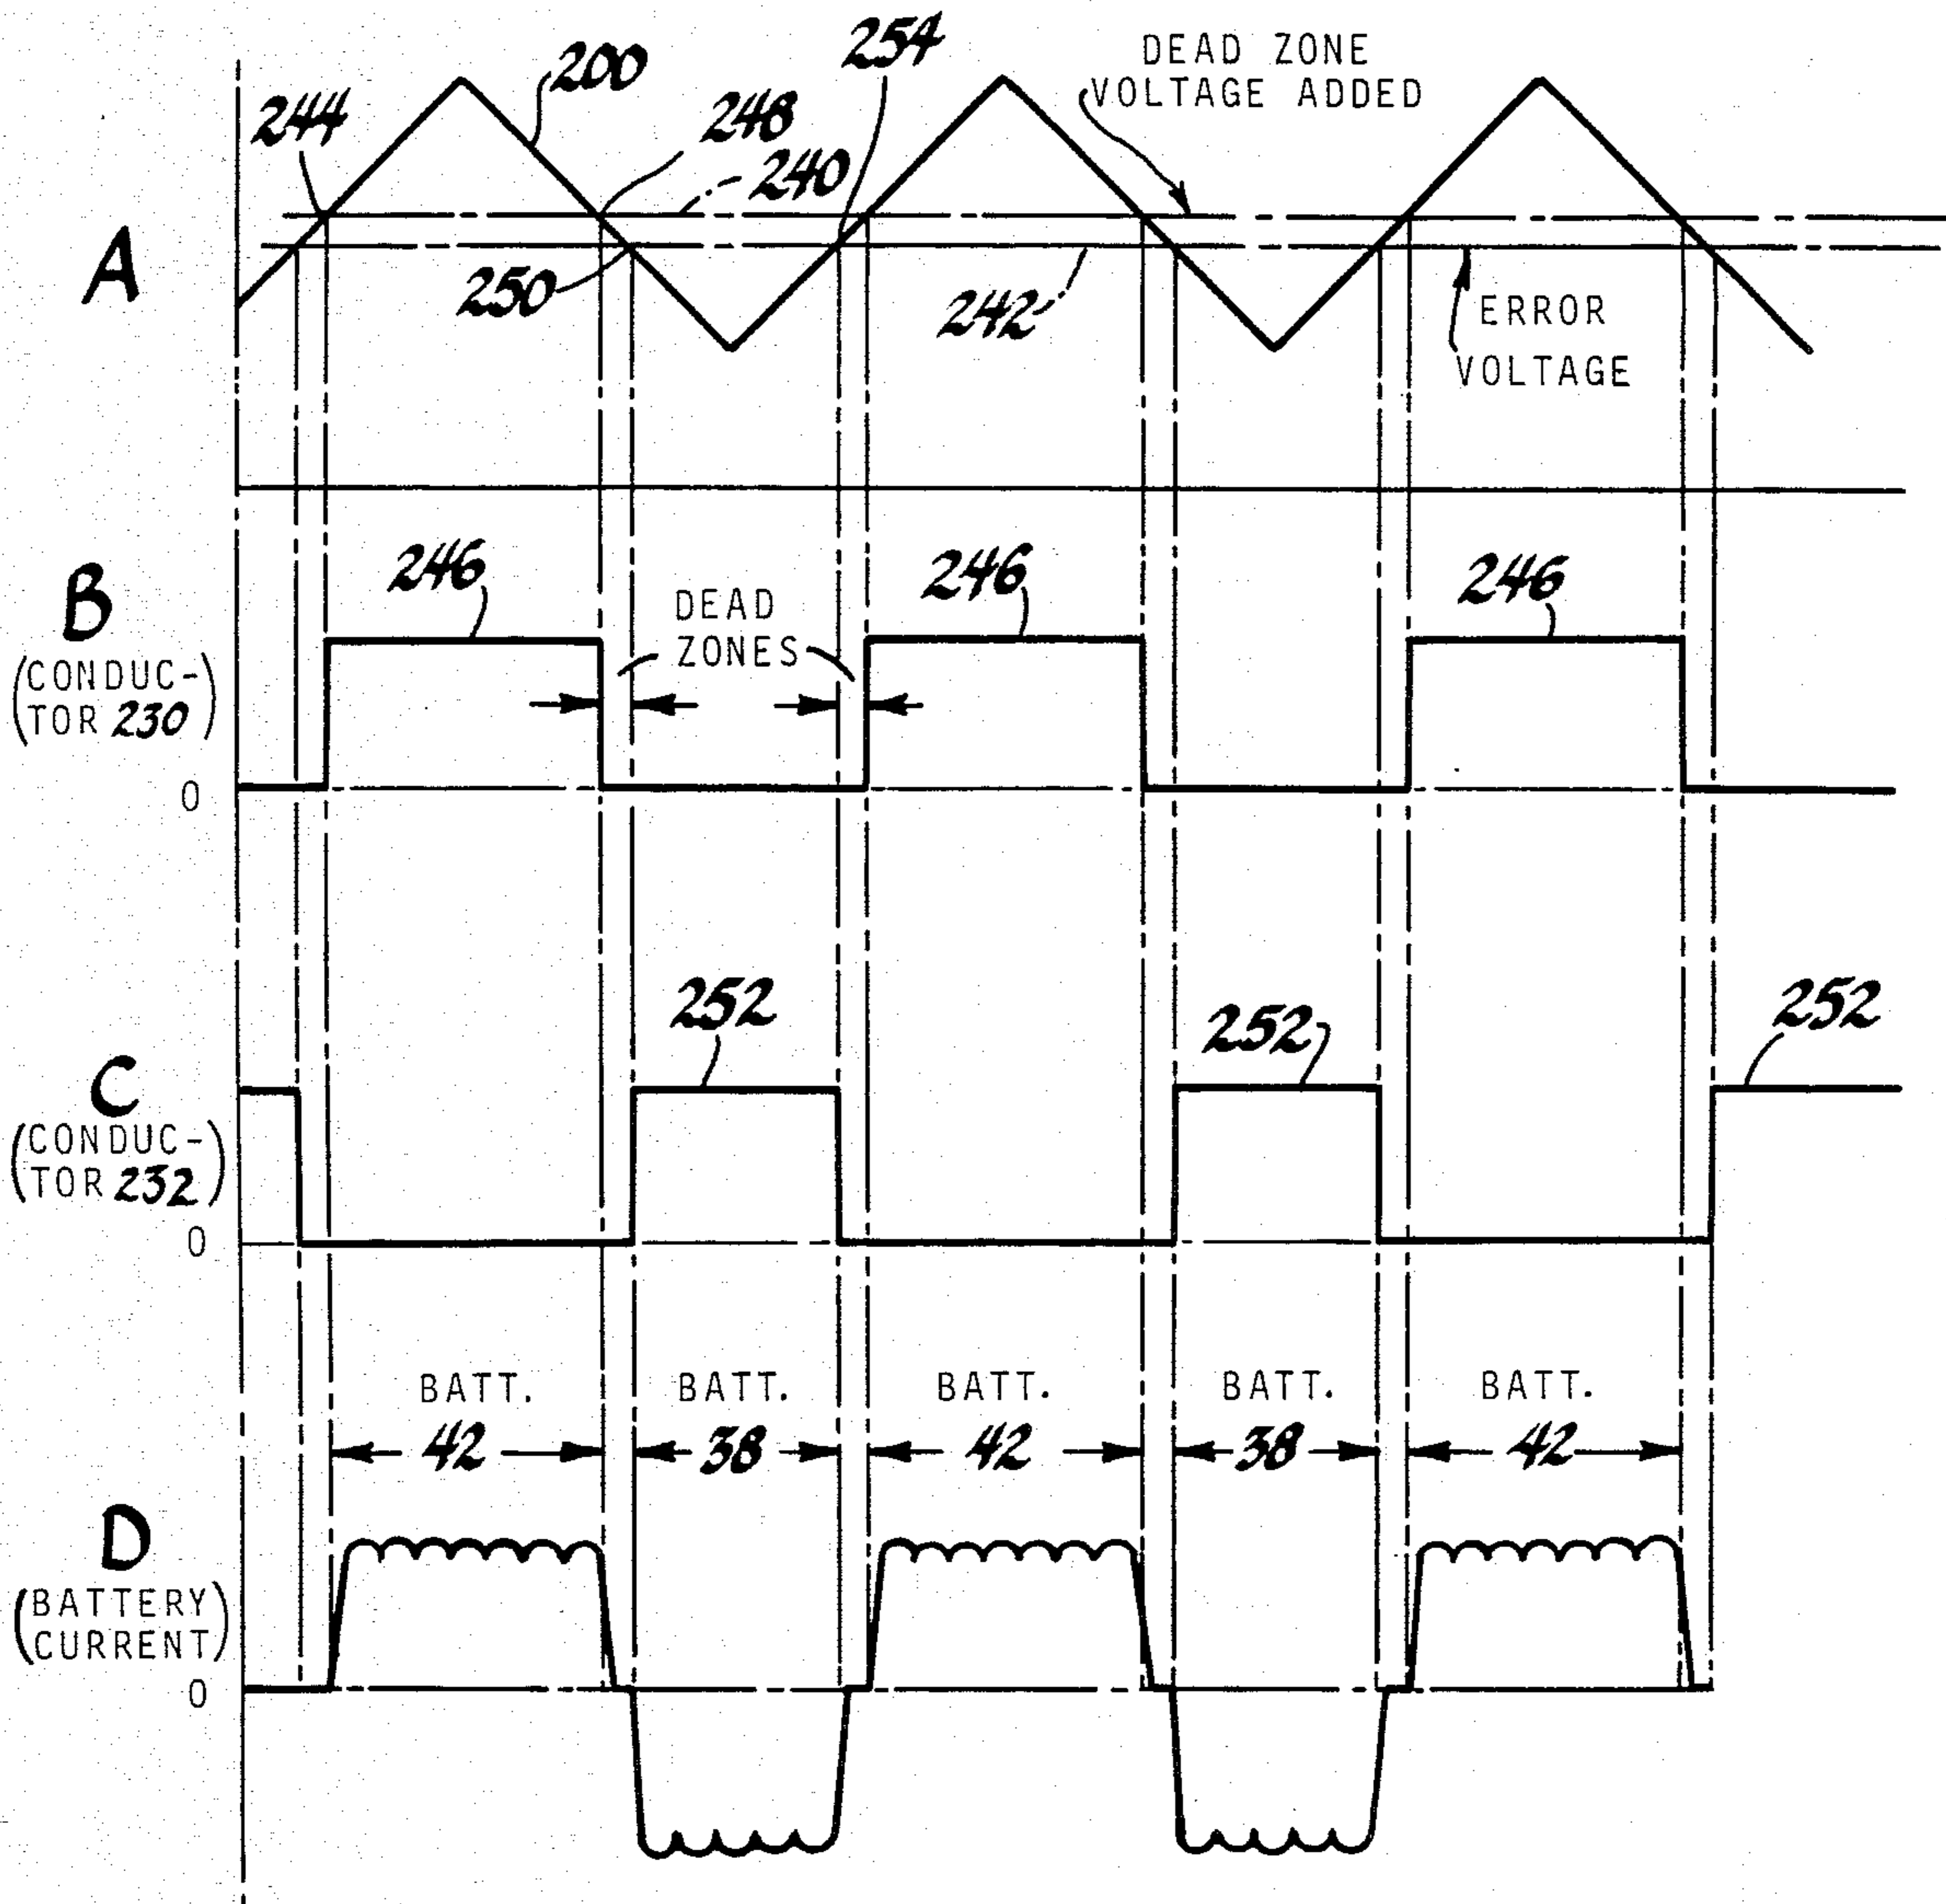 254
DEAD ZONE
VOLTAGE ADDED
200
244
248
240
A
250
242
ERROR
VOLTAGE
246
246
246
B
DEAD
ZONES
(CONDUC-
TOR 230)
0
252
252
252
C
(CONDUC-
TOR 232)
0
BATT.
42
BATT.
38
BATT.
42
BATT.
38
BATT.
42
D
(BATTERY
CURRENT)
0